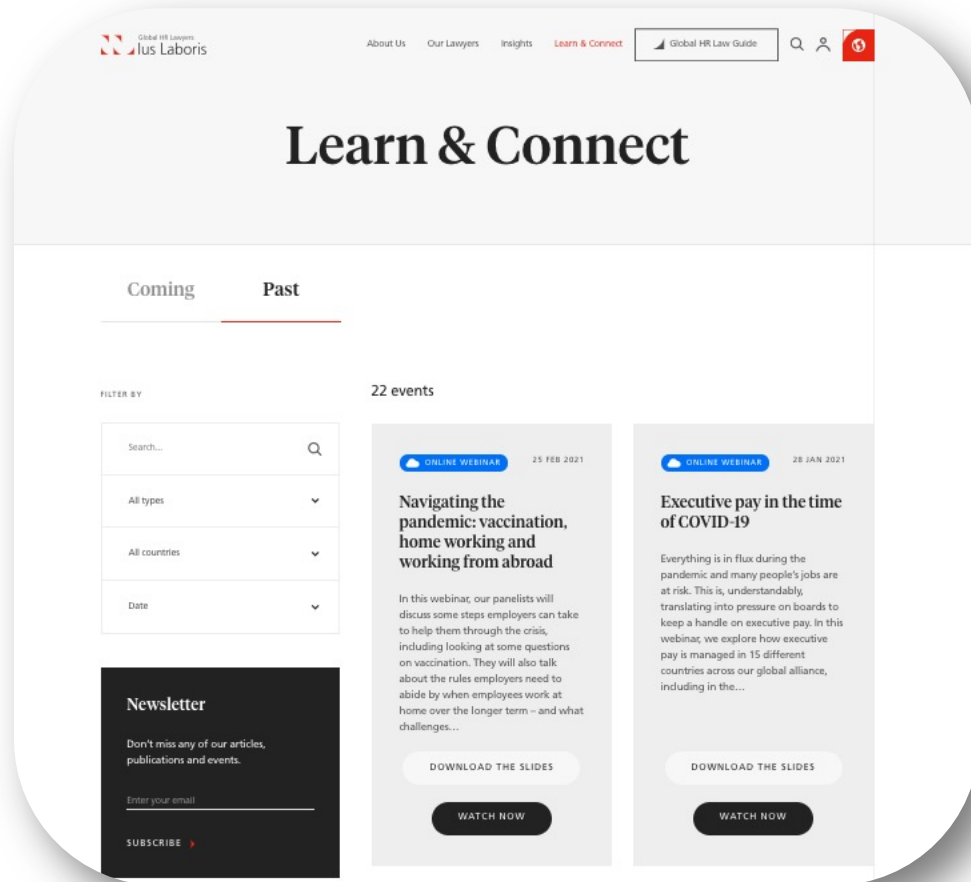 Global HR Lawyers
Ius Laboris
About Us
Our Lawyers
Insights
Learn & Connect
Global HR Law Guide
Learn & Connect
Coming
Past
FILTER BY
22 events
Search...
All types
All countries
Date
Newsletter
Don't miss any of our articles,
publications and events.
Enter your email
SUBSCRIBE
ONLINE WEBINAR
25 FEB 2021
Navigating the
pandemic: vaccination,
home working and
working from abroad
In this webinar, our panelists will
discuss some steps employers can take
to help them through the crisis,
including looking at some questions
on vaccination. They will also talk
about the rules employers need to
abide by when employees work at
home over the longer term – and what
challenges...
DOWNLOAD THE SLIDES
WATCH NOW
ONLINE WEBINAR
28 JAN 2021
Executive pay in the time
of COVID-19
Everything is in flux during the
pandemic and many people's jobs are
at risk. This is, understandably,
translating into pressure on boards to
keep a handle on executive pay. In this
webinar, we explore how executive
pay is managed in 15 different
countries across our global alliance,
including in the...
DOWNLOAD THE SLIDES
WATCH NOW